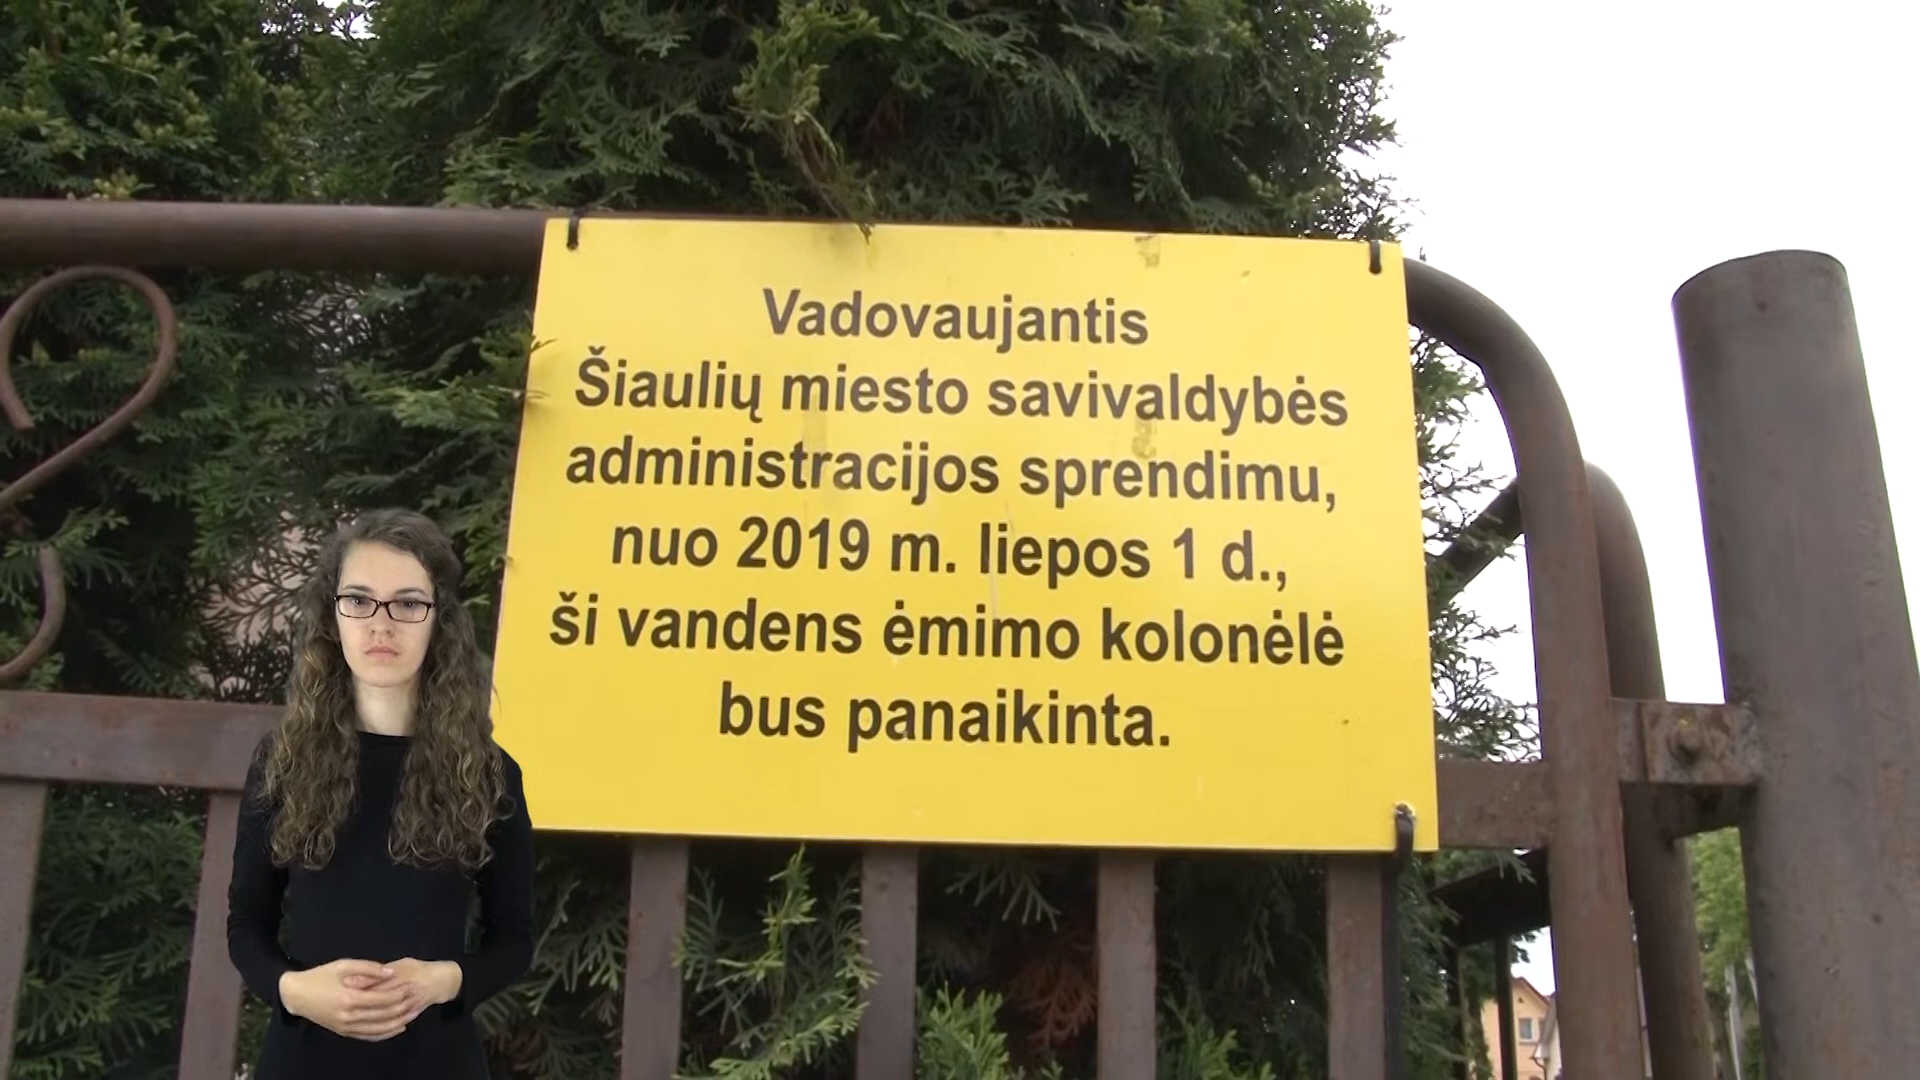 Vadovaujantis
Šiaulių miesto savivaldybės
administracijos sprendimu,
nuo 2019 m. liepos 1 d.,
ši vandens ėmimo kolonėlė
bus panaikinta.